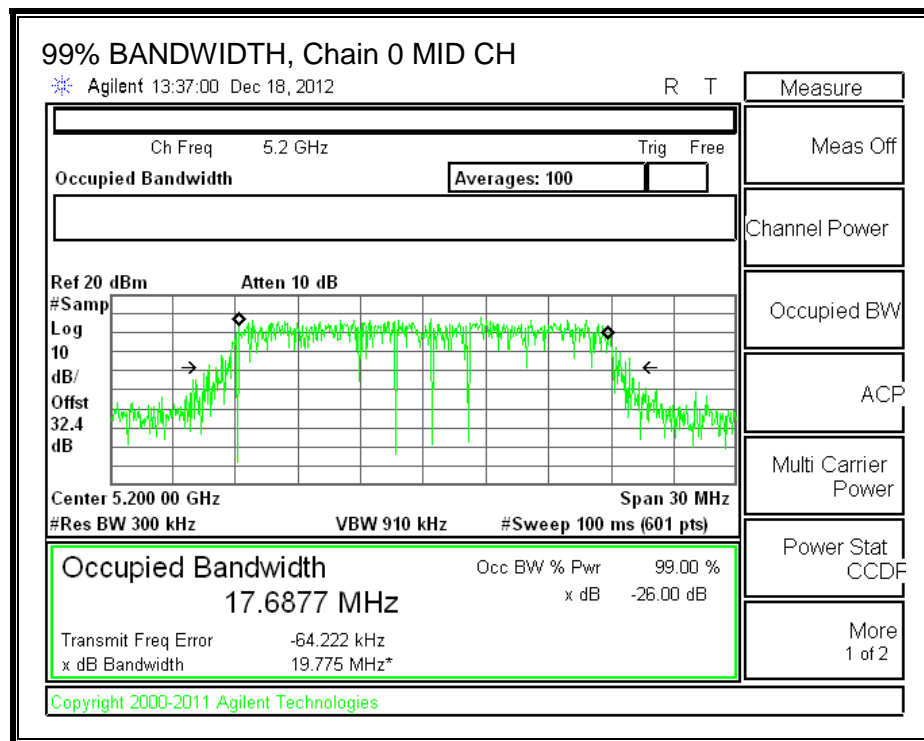 99% BANDWIDTH, Chain 0 MID CH
Agilent 13:37:00 Dec 18, 2012 R T
Measure
Ch Freq 5.2 GHz Trig Free
Meas Off
Occupied Bandwidth Averages: 100
Channel Power
Ref 20 dBm Atten 10 dB
#Samp
Log
10
dB/
Offst
32.4
dB
Occupied BW
ACP
Multi Carrier
Power
Center 5.200 00 GHz Span 30 MHz
#Res BW 300 kHz VBW 910 kHz #Sweep 100 ms (601 pts)
Power Stat
CCDF
Occupied Bandwidth Occ BW % Pwr 99.00 %
17.6877 MHz x dB -26.00 dB
Transmit Freq Error -64.222 kHz
x dB Bandwidth 19.775 MHz*
More
1 of 2
Copyright 2000-2011 Agilent Technologies